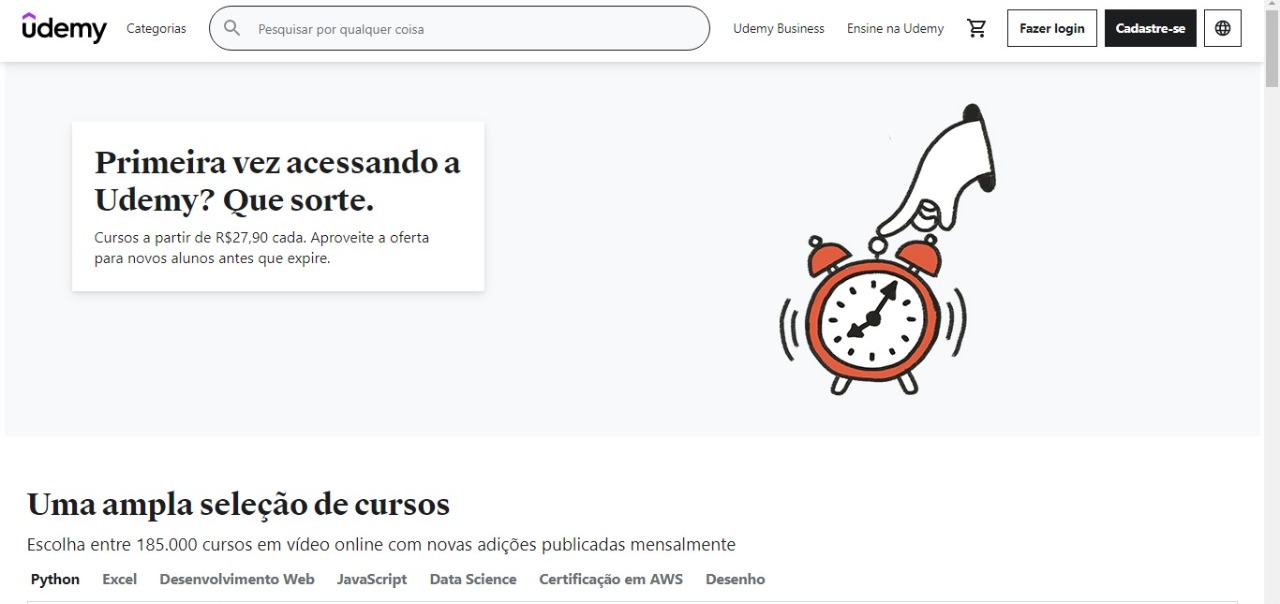 udemy
Categorias
Pesquisar por qualquer coisa
Udemy Business
Ensine na Udemy
Fazer login
Cadastre-se
Primeira vez acessando a
Udemy? Que sorte.
Cursos a partir de R$27,90 cada. Aproveite a oferta
para novos alunos antes que expire.
Uma ampla seleção de cursos
Escolha entre 185.000 cursos em vídeo online com novas adições publicadas mensalmente
Python Excel Desenvolvimento Web JavaScript Data Science Certificação em AWS Desenho